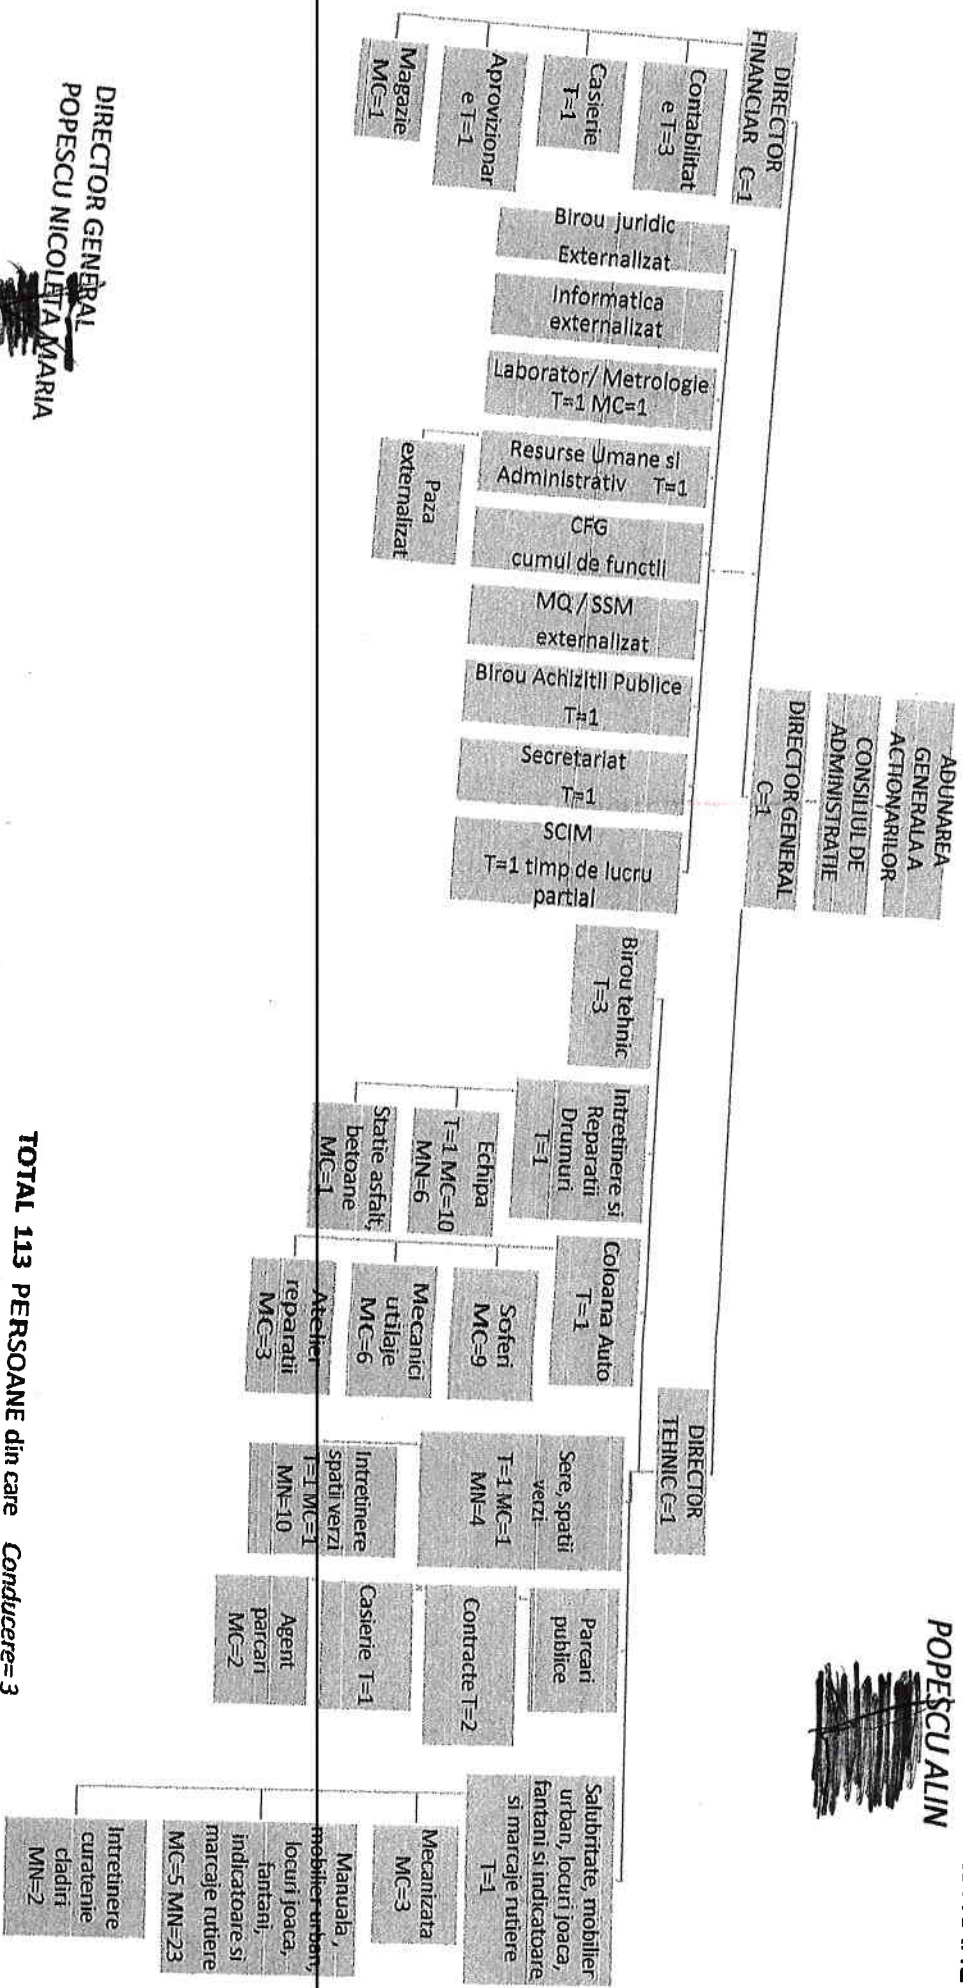 POPESCU ALIN
ADUNAREA
GENERALA A
ACTIONARILOR
CONSILIUL DE
ADMINISTRATIE
DIRECTOR GENERAL
C=1
DIRECTOR
FINANCIAR C=1
Contabilitat
e T=3
Casierie
T=1
Aprovizionar
e T=1
Magazie
MC=1
Birou juridic
Externalizat
Informatica
externalizat
Laborator/ Metrologie
T=1 MC=1
Resurse Umane si
Administrativ T=1
Paza
externalizat
CFG
cumul de functii
MQ / SSM
externalizat
Birou Achizitii Publice
T=1
Secretariat
T=1
SCIM
T=1 timp de lucru
partial
DIRECTOR
TEHNIC C=1
Birou tehnic
T=3
Intretinere si
Reparatii
Drumuri
T=1
Echipa
T=1 MC=10
MN=6
Statie asfalt,
betoane
MC=1
Coloana Auto
T=1
Soferi
MC=9
Mecanici
utilaje
MC=6
Atelier
reparatii
MC=3
Sere, spatii
verzi
T=1 MC=1
MN=4
Intretinere
spatii verzi
T=1 MC=1
MN=10
Parcari
publice
Contracte T=2
Casierie T=1
Agent
parcari
MC=2
Salubritate, mobilier
urban, locuri joaca,
fantani si indicatoare
si marcaje rutiere
T=1
Mecanizata
MC=3
Manuala ,
mobilier urban,
locuri joaca,
fantani,
indicatoare si
marcaje rutiere
MC=5 MN=23
Intretinere
curatenie
cladiri
MN=2
DIRECTOR GENERAL
POPESCU NICOLETA MARIA
TOTAL 113 PERSOANE din care Conducere=3